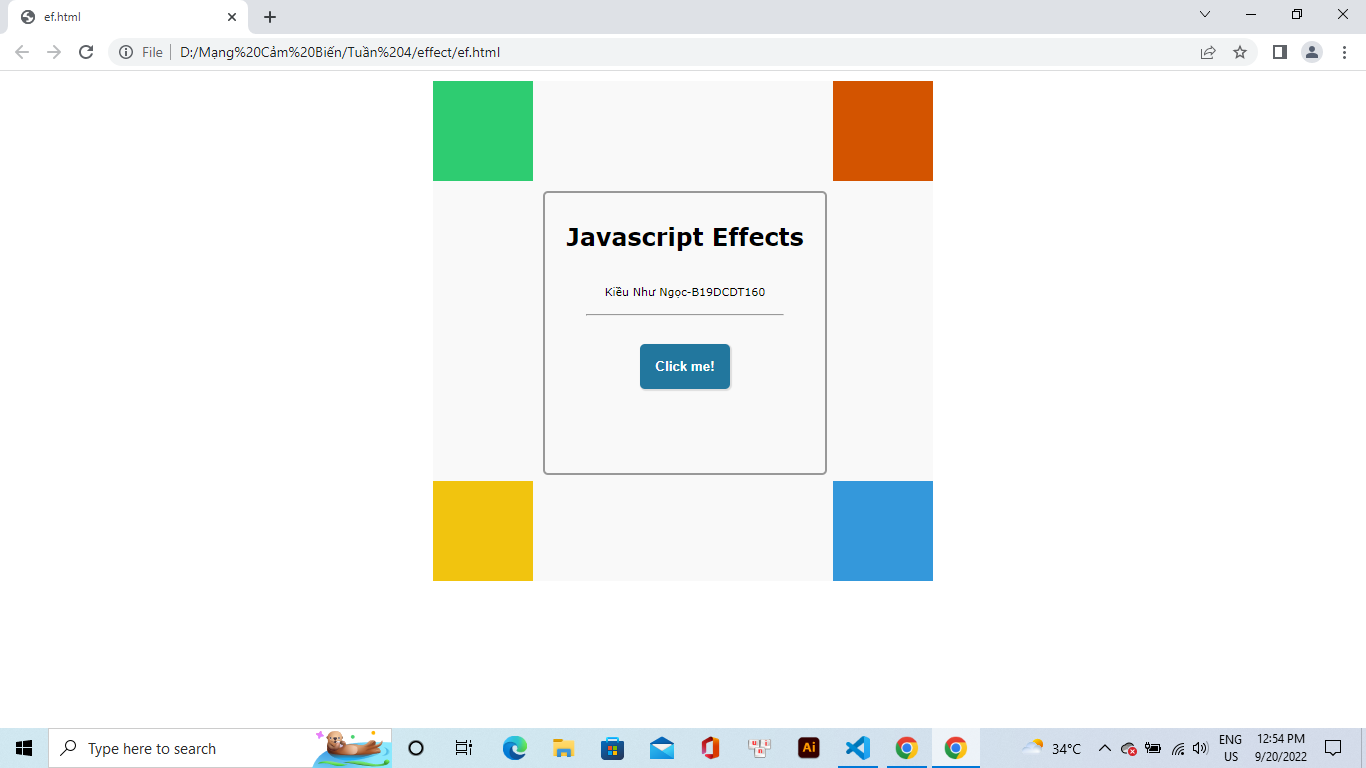 ef.html
File
D:/Mạng%20Cảm%20Biến/Tuần%204/effect/ef.html
Javascript Effects
Kiều Như Ngọc-B19DCDT160
Click me!
Type here to search
Ai
34°C
ENG
US
12:54 PM
9/20/2022